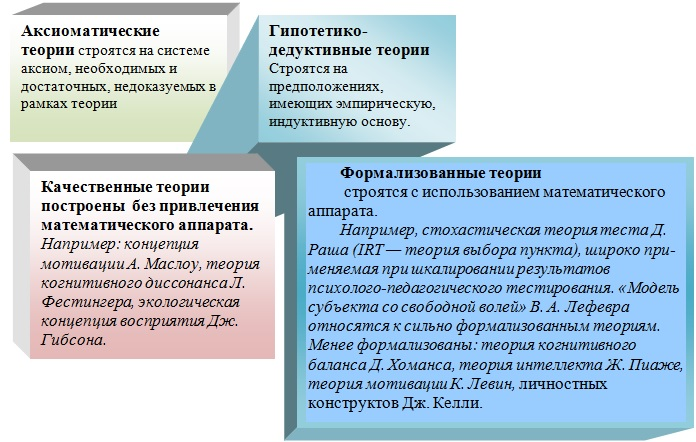 Аксиоматические
теории строятся на системе
аксиом, необходимых и
достаточных, недоказуемых в
рамках теории
Гипотетико-
дедуктивные теории
Строятся на
предположениях,
имеющих эмпирическую,
индуктивную основу.
Качественные теории
построены без привлечения
математического аппарата.
Например: концепция
мотивации А. Маслоу, теория
когнитивного диссонанса Л.
Фестингера, экологическая
концепция восприятия Дж.
Гибсона.
Формализованные теории
строятся с использованием математического
аппарата.
Например, стохастическая теория теста Д.
Раша (IRT — теория выбора пункта), широко при-
меняемая при шкалировании результатов
психолого-педагогического тестирования. «Модель
субъекта со свободной волей» В. А. Лефевра
относятся к сильно формализованным теориям.
Менее формализованы: теория когнитивного
баланса Д. Хоманса, теория интеллекта Ж. Пиаже,
теория мотивации К. Левин, личностных
конструктов Дж. Келли.